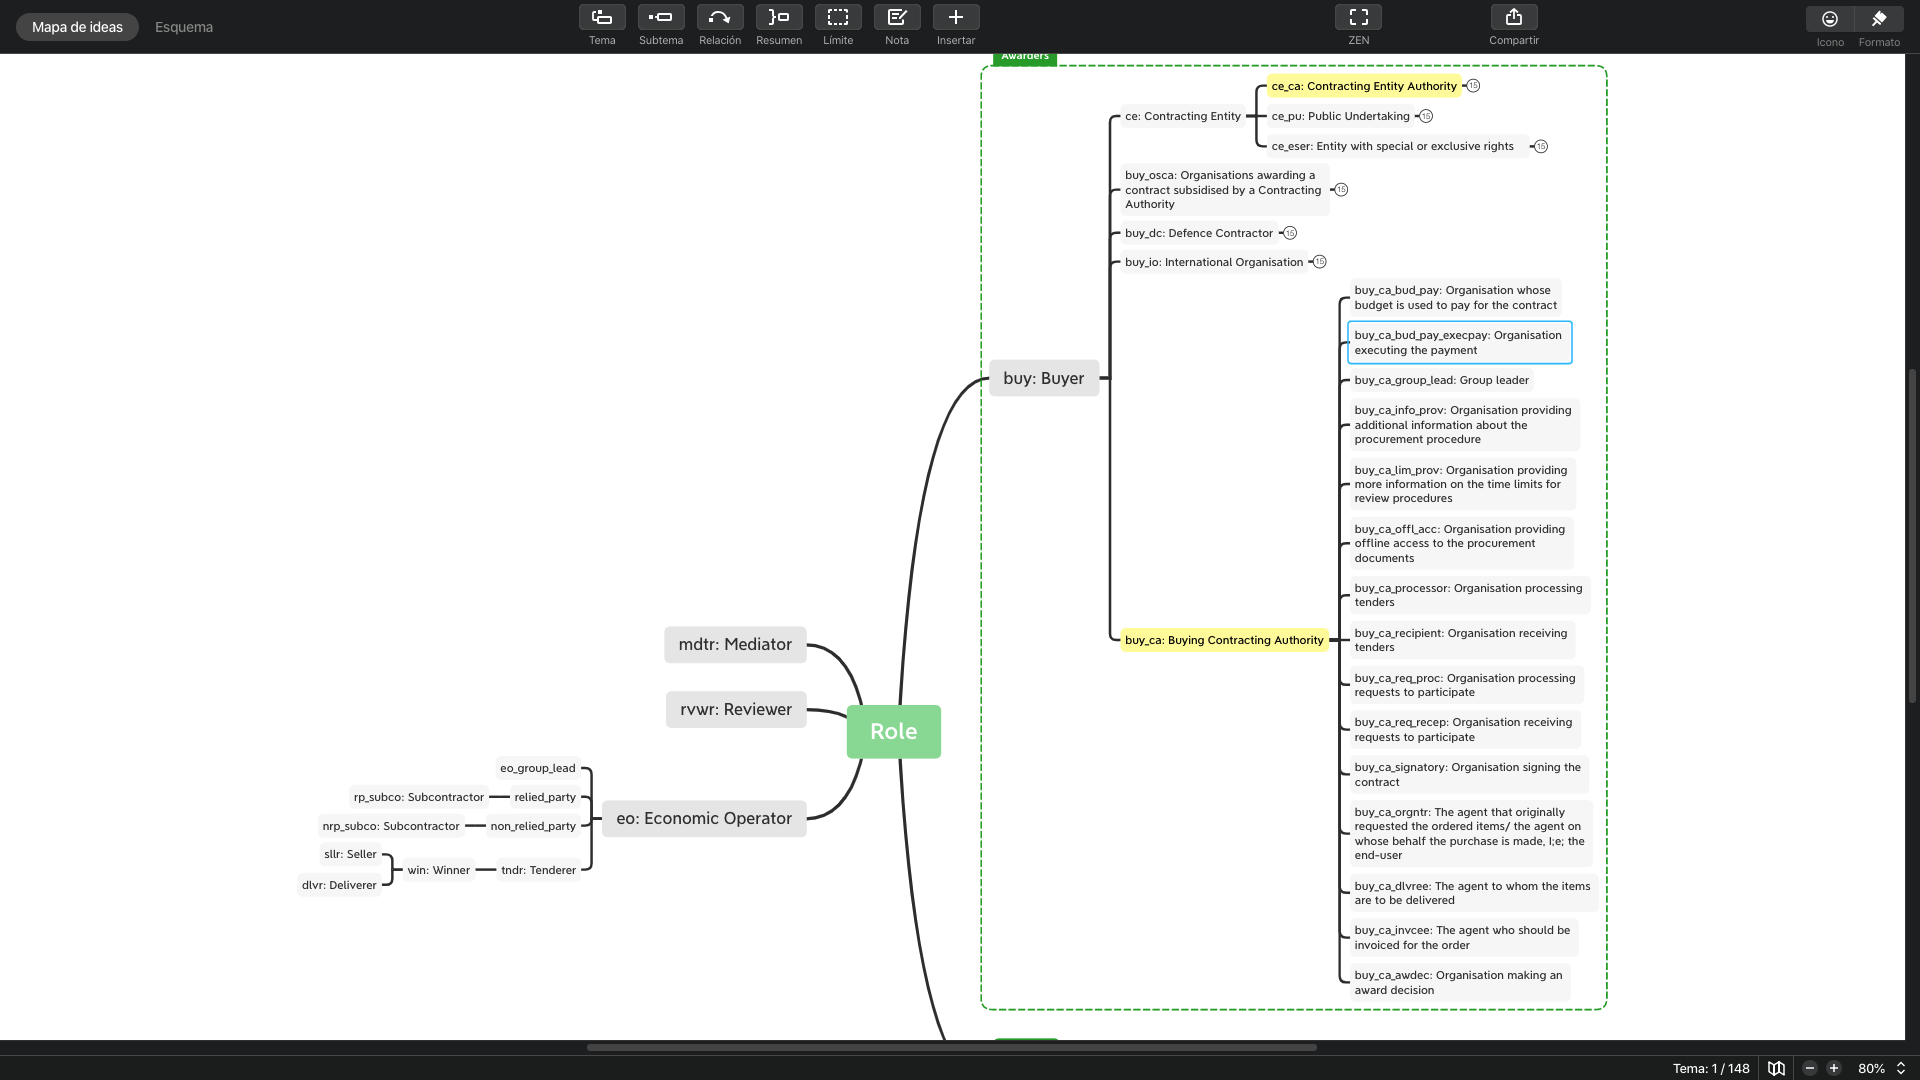 Mapa de ideas
Esquema
Tema
Subtema
Relación
Resumen
Límite
Nota
Insertar
ZEN
Compartir
Icono
Formato
Awarders
ce_ca: Contracting Entity Authority
15
ce: Contracting Entity
ce_pu: Public Undertaking
15
ce_eser: Entity with special or exclusive rights
15
buy_osca: Organisations awarding a
contract subsidised by a Contracting
Authority
15
buy_dc: Defence Contractor
15
buy_io: International Organisation
15
buy: Buyer
buy_ca: Buying Contracting Authority
buy_ca_bud_pay: Organisation whose
budget is used to pay for the contract
buy_ca_bud_pay_execpay: Organisation
executing the payment
buy_ca_group_lead: Group leader
buy_ca_info_prov: Organisation providing
additional information about the
procurement procedure
buy_ca_lim_prov: Organisation providing
more information on the time limits for
review procedures
buy_ca_offl_acc: Organisation providing
offline access to the procurement
documents
buy_ca_processor: Organisation processing
tenders
buy_ca_recipient: Organisation receiving
tenders
buy_ca_req_proc: Organisation processing
requests to participate
buy_ca_req_recep: Organisation receiving
requests to participate
buy_ca_signatory: Organisation signing the
contract
buy_ca_orgntr: The agent that originally
requested the ordered items/ the agent on
whose behalf the purchase is made, I;e; the
end-user
buy_ca_dlvree: The agent to whom the items
are to be delivered
buy_ca_invcee: The agent who should be
invoiced for the order
buy_ca_awdec: Organisation making an
award decision
mdtr: Mediator
rvwr: Reviewer
Role
eo: Economic Operator
eo_group_lead
rp_subco: Subcontractor
relied_party
nrp_subco: Subcontractor
non_relied_party
sllr: Seller
win: Winner
tndr: Tenderer
dlvr: Deliverer
Tema: 1 / 148
80%